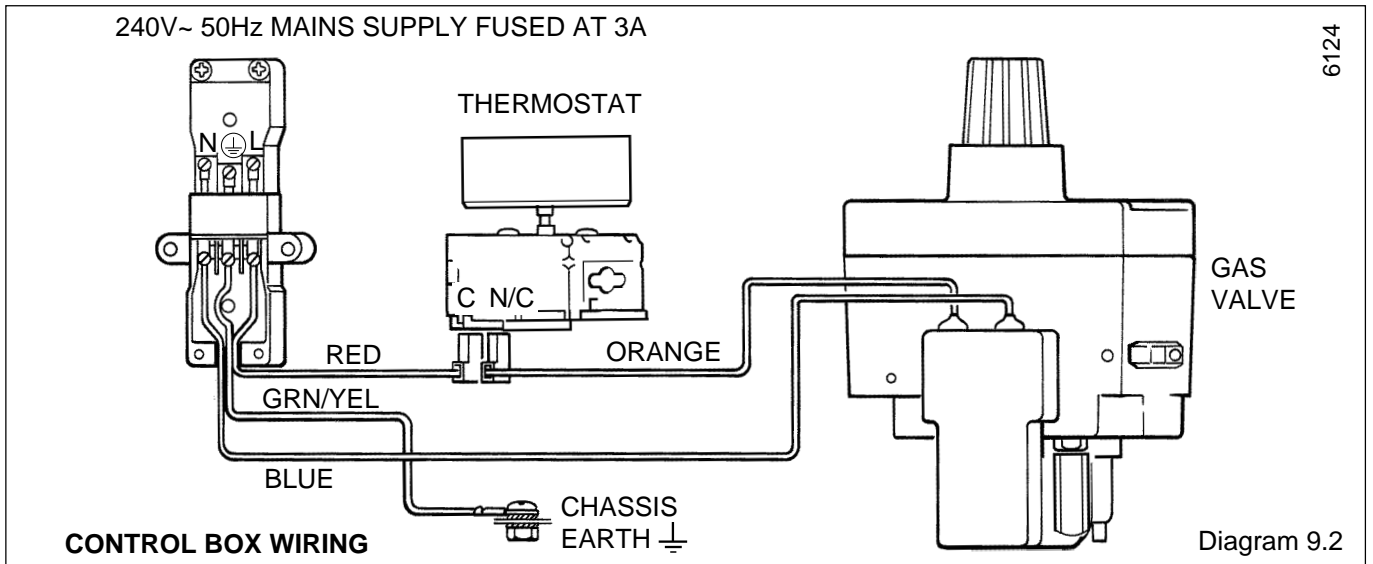 240V~ 50Hz MAINS SUPPLY FUSED AT 3A
6124
THERMOSTAT
N L
C N/C
GAS
VALVE
RED
ORANGE
GRN/YEL
BLUE
CHASSIS
EARTH
CONTROL BOX WIRING
Diagram 9.2